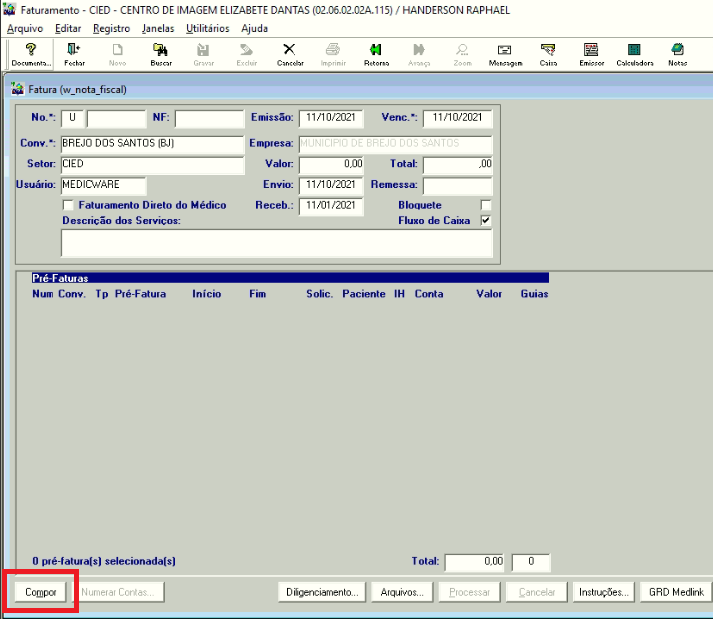 Faturamento - CIED - CENTRO DE IMAGEM ELIZABETE DANTAS (02.06.02.02A.115) / HANDERSON RAPHAEL
Arquivo Editar Registro Janelas Utilitários Ajuda
Documenta... Fechar Novo Buscar Gravar Excluir Cancelar Imprimir Retorna Avança Zoom Mensagem Caixa Emissor Calculadora Notas
Fatura (w_nota_fiscal)
No.*: U NF: Emissão: 11/10/2021 Venc.*: 11/10/2021
Conv.*: BREJO DOS SANTOS (BJ) Empresa: MUNICIPIO DE BREJO DOS SANTOS
Setor: CIED Valor: 0,00 Total: ,00
Usuário: MEDICWARE Envio: 11/10/2021 Remessa:
Faturamento Direto do Médico Receb.: 11/01/2021 Bloquete
Descrição dos Serviços: Fluxo de Caixa
Pré-Faturas
Num Conv. Tp Pré-Fatura Início Fim Solic. Paciente IH Conta Valor Guias
0 pré-fatura(s) selecionada(s) Total: 0,00 0
Compor Numerar Contas... Diligenciamento... Arquivos... Processar Cancelar Instruções... GRD Medlink